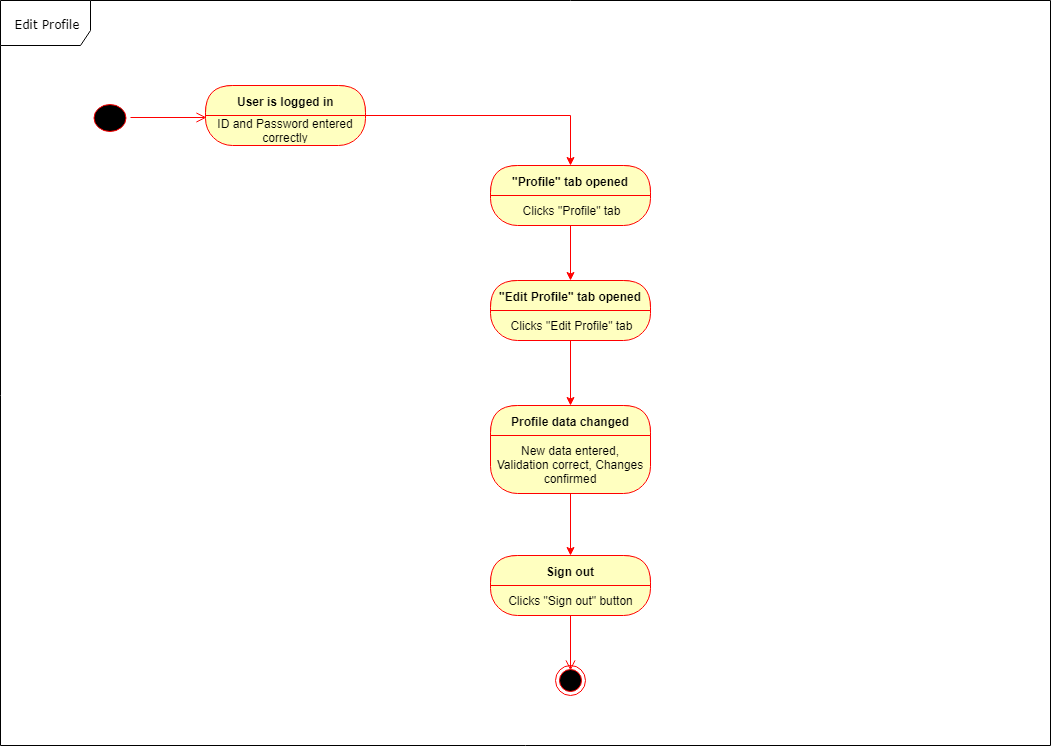 Edit Profile
User is logged in
ID and Password entered
correctly
"Profile" tab opened
Clicks "Profile" tab
"Edit Profile" tab opened
Clicks "Edit Profile" tab
Profile data changed
New data entered,
Validation correct, Changes
confirmed
Sign out
Clicks "Sign out" button